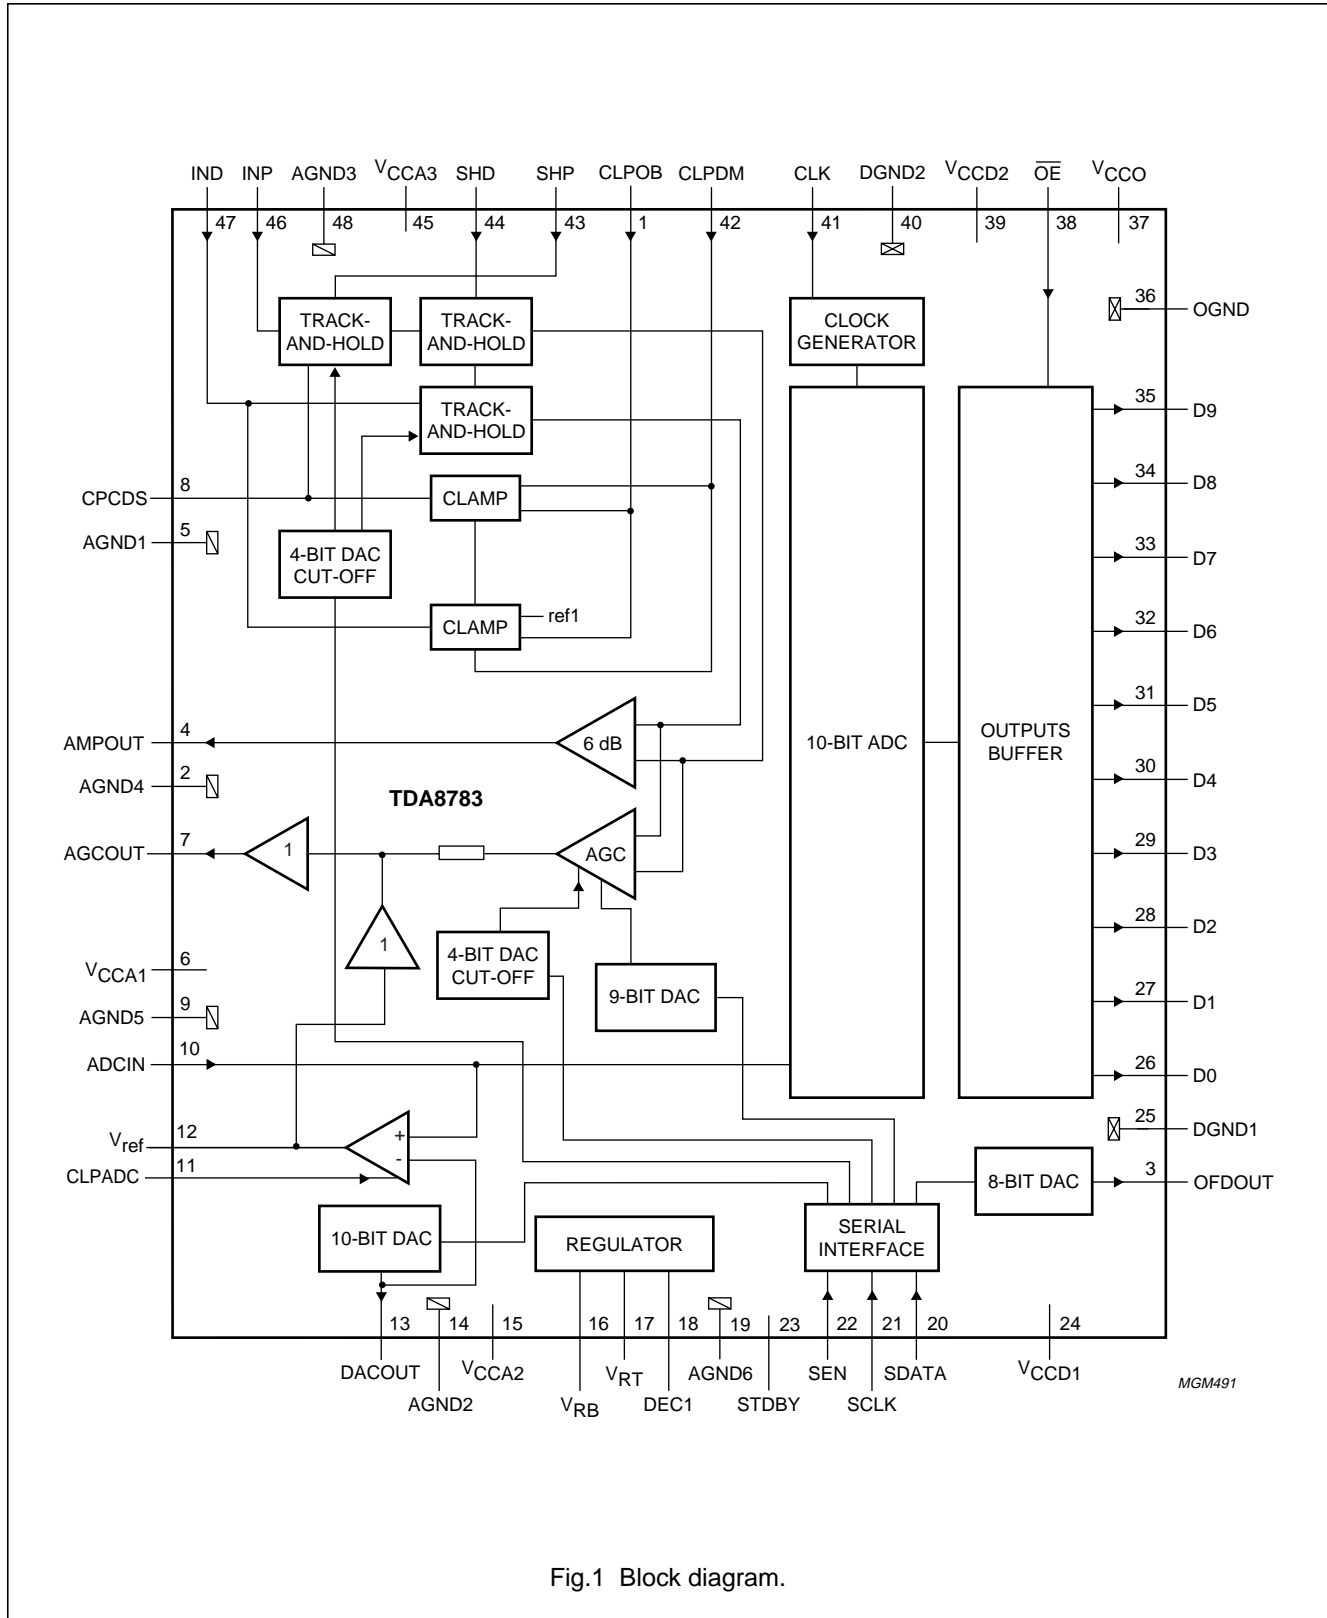 IND INP AGND3 VCCA3 SHD SHP CLPOB CLPDM CLK DGND2 VCCD2 OE VCCO
47 46 48 45 44 43 1 42 41 40 39 38 37
36 OGND
TRACK-
AND-HOLD
TRACK-
AND-HOLD
CLOCK
GENERATOR
TRACK-
AND-HOLD
35 D9
34 D8
CPCDS 8
CLAMP
AGND1 5
4-BIT DAC
CUT-OFF
33 D7
CLAMP
ref1
32 D6
31 D5
AMPOUT 4
6 dB
10-BIT ADC
OUTPUTS
BUFFER
30 D4
AGND4 2
TDA8783
AGCOUT 7
1
AGC
29 D3
28 D2
1
4-BIT DAC
CUT-OFF
VCCA1 6
9-BIT DAC
27 D1
AGND5 9
ADCIN 10
26 D0
25 DGND1
Vref 12
+
-
CLPADC 11
8-BIT DAC
3 OFDOUT
10-BIT DAC
REGULATOR
SERIAL
INTERFACE
13 14 15 16 17 18 19 23 22 21 20 24
DACOUT AGND2 VCCA2 VRB VRT DEC1 AGND6 STDBY SEN SCLK SDATA VCCD1
MGM491
Fig.1 Block diagram.